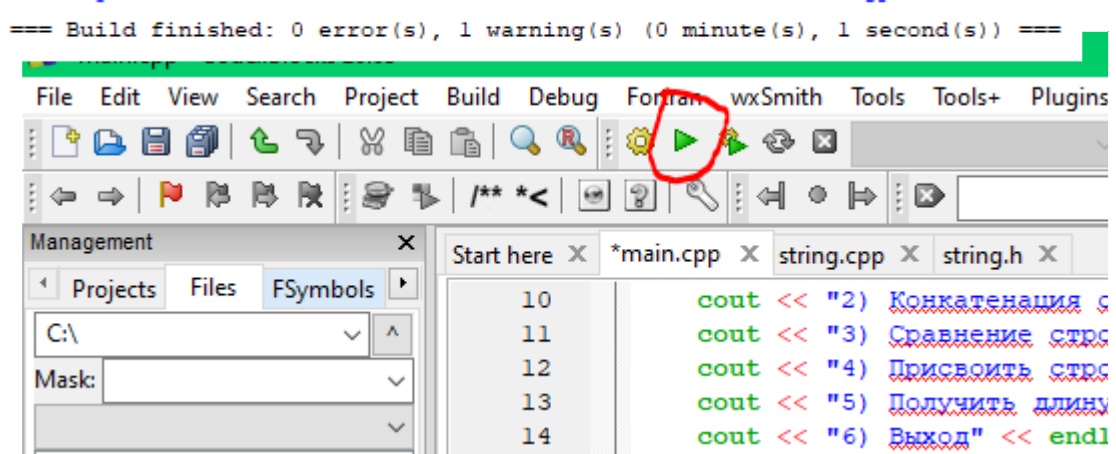 === Build finished: 0 error(s), 1 warning(s) (0 minute(s), 1 second(s)) ===
File Edit View Search Project Build Debug Fortran wxSmith Tools Tools+ Plugins
/** *<
Management
Start here *main.cpp string.cpp string.h
Projects Files FSymbols
C:\
Mask:
10 cout << "2) Конкатенация
11 cout << "3) Сравнение
12 cout << "4) Присвоить
13 cout << "5) Получить длину
14 cout << "6) Выход" << endl